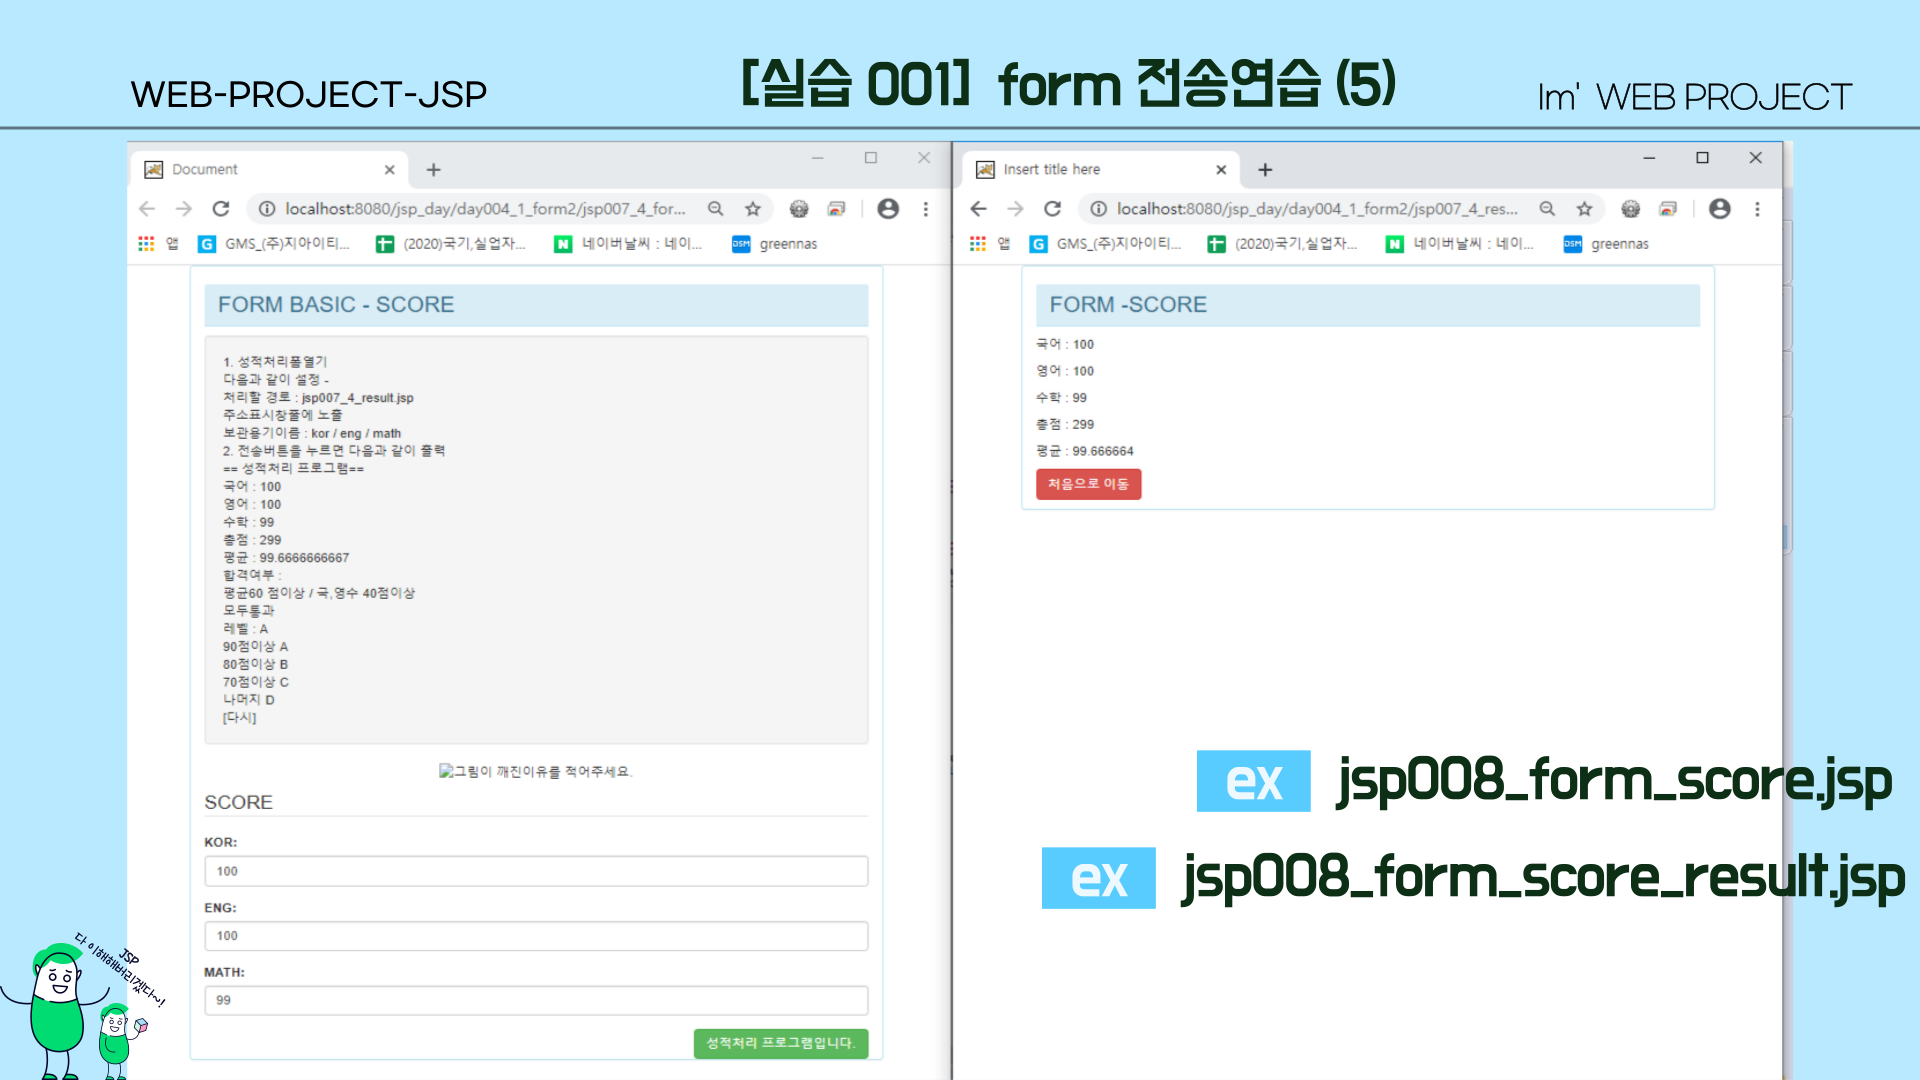 WEB-PROJECT-JSP
[실습 001] form 전송연습 (5)
Im' WEB PROJECT
Document
localhost:8080/jsp_day/day004_1_form2/jsp007_4_for...
앱
GMS_(주)지아이티...
(2020)국기,실업자...
네이버날씨 : 네이...
greennas
FORM BASIC - SCORE
1. 성적처리폼열기
다음과 같이 설정 -
처리할 경로 : jsp007_4_result.jsp
주소표시창줄에 노출
보관용기이름 : kor / eng / math
2. 전송버튼을 누르면 다음과 같이 출력
== 성적처리 프로그램==
국어 : 100
영어 : 100
수학 : 99
총점 : 299
평균 : 99.6666666667
합격여부 :
평균60 점이상 / 국,영수 40점이상
모두통과
레벨 : A
90점이상 A
80점이상 B
70점이상 C
나머지 D
[다시]
그림이 깨진이유를 적어주세요.
SCORE
KOR:
100
ENG:
100
MATH:
99
성적처리 프로그램입니다.
Insert title here
localhost:8080/jsp_day/day004_1_form2/jsp007_4_res...
앱
GMS_(주)지아이티...
(2020)국기,실업자...
네이버날씨 : 네이...
greennas
FORM -SCORE
국어 : 100
영어 : 100
수학 : 99
총점 : 299
평균 : 99.666664
처음으로 이동
ex jsp008_form_score.jsp
ex jsp008_form_score_result.jsp
JSP
다 이해해버리겠다~!